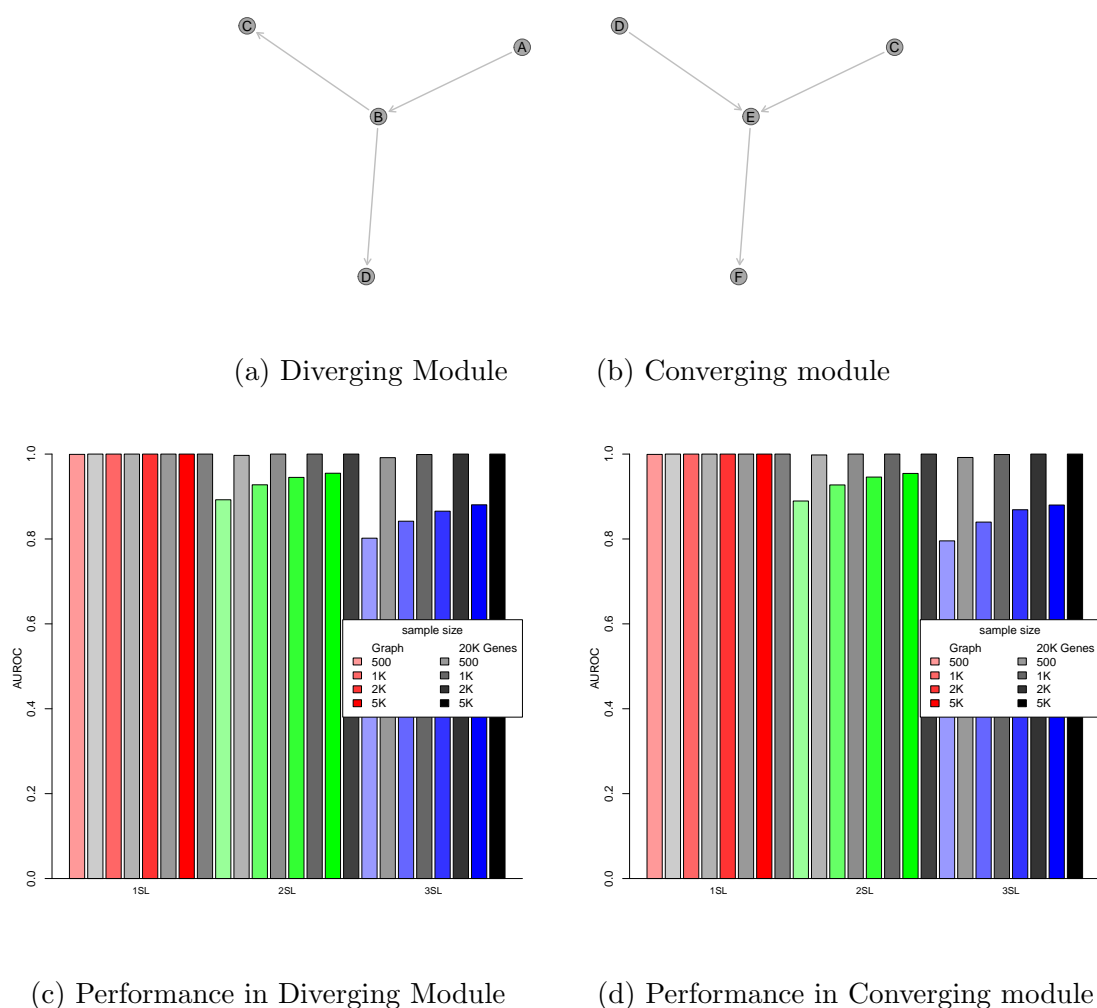 C
A
B
D
D
C
E
F
(a) Diverging Module
(b) Converging module
AUROC
1.0
0.8
0.6
0.4
0.2
0.0
sample size
Graph 20K Genes
500 500
1K 1K
2K 2K
5K 5K
1SL 2SL 3SL
AUROC
1.0
0.8
0.6
0.4
0.2
0.0
sample size
Graph 20K Genes
500 500
1K 1K
2K 2K
5K 5K
1SL 2SL 3SL
(c) Performance in Diverging Module
(d) Performance in Converging module